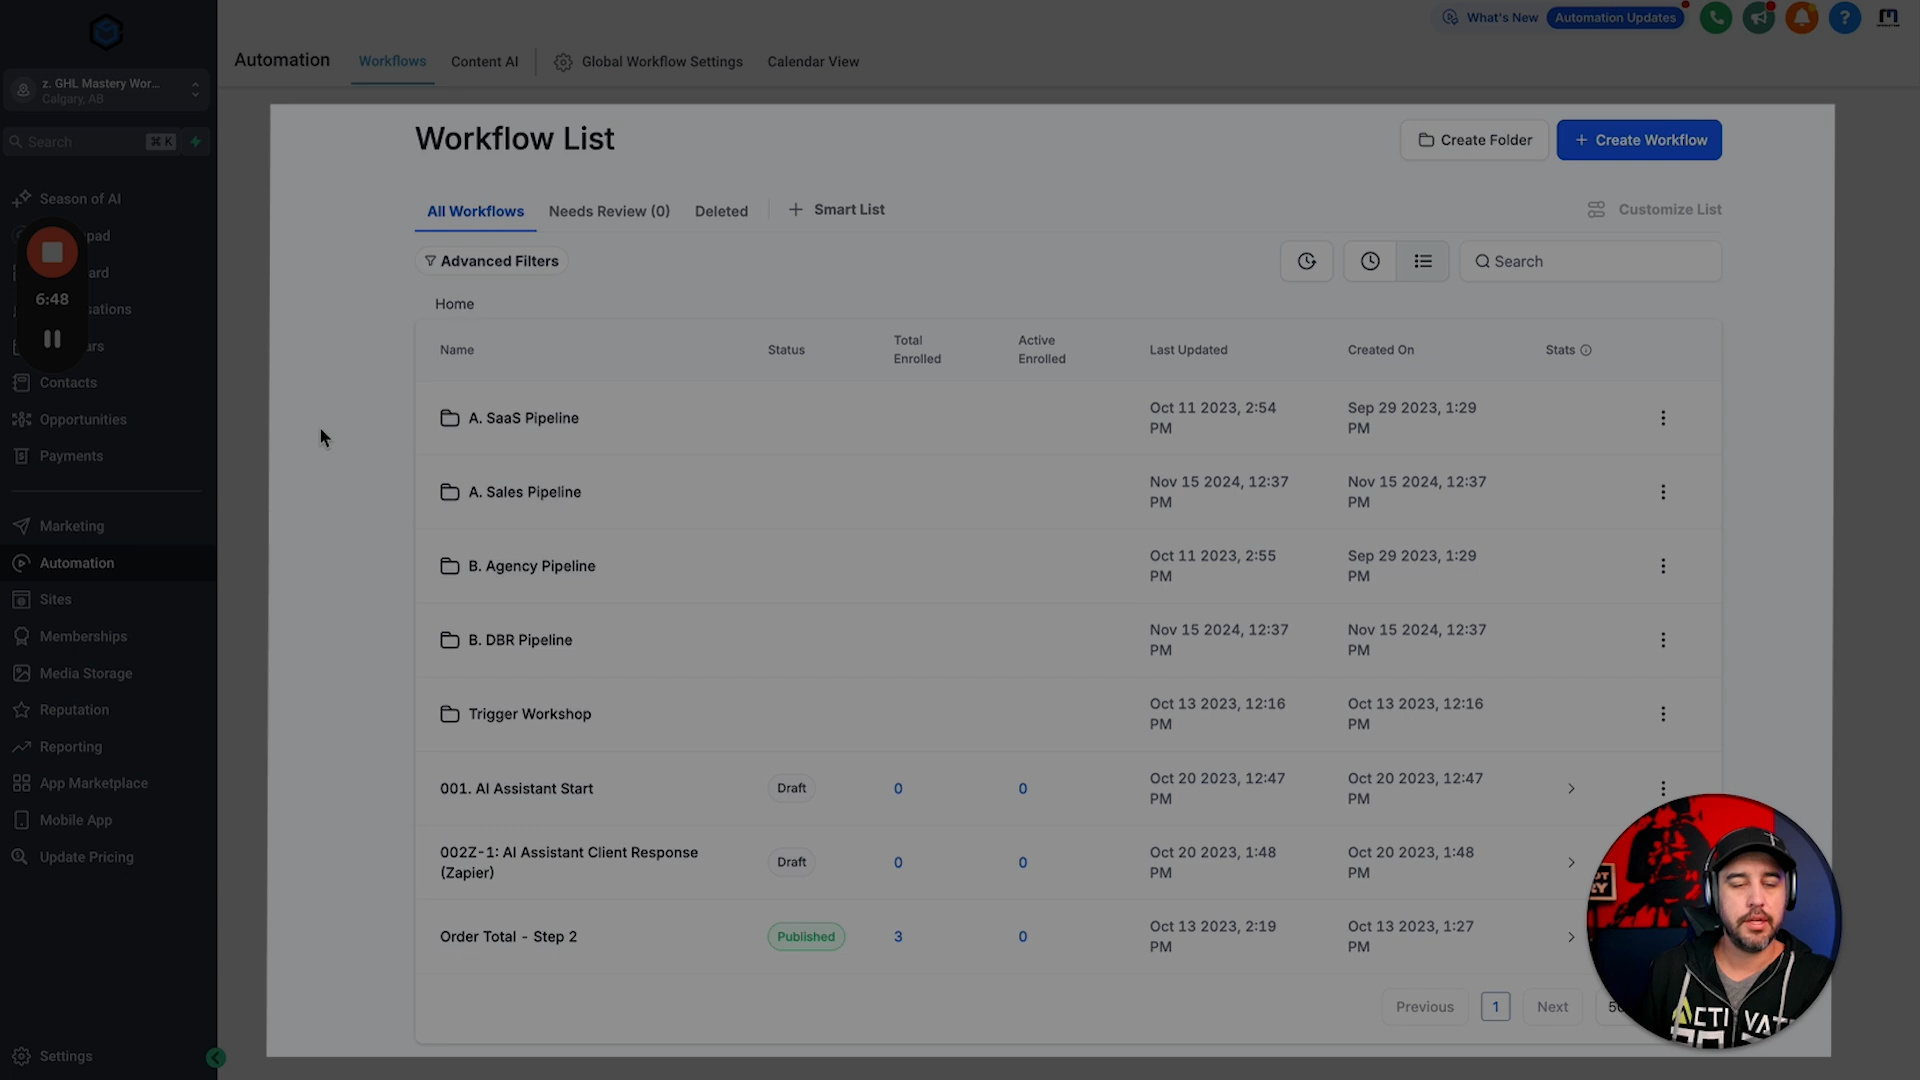 What's New
Automation Updates
Automation
Workflows
Content AI
Global Workflow Settings
Calendar View
z. GHL Mastery Wor...
Calgary, AB
Search
⌘ K
Season of AI
pad
ard
sations
ars
6:48
Contacts
Opportunities
Payments
Marketing
Automation
Sites
Memberships
Media Storage
Reputation
Reporting
App Marketplace
Mobile App
Update Pricing
Settings
Workflow List
Create Folder
+ Create Workflow
All Workflows
Needs Review (0)
Deleted
+ Smart List
Customize List
Advanced Filters
Search
Home
Name
Status
Total
Enrolled
Active
Enrolled
Last Updated
Created On
Stats
A. SaaS Pipeline
Oct 11 2023, 2:54
PM
Sep 29 2023, 1:29
PM
A. Sales Pipeline
Nov 15 2024, 12:37
PM
Nov 15 2024, 12:37
PM
B. Agency Pipeline
Oct 11 2023, 2:55
PM
Sep 29 2023, 1:29
PM
B. DBR Pipeline
Nov 15 2024, 12:37
PM
Nov 15 2024, 12:37
PM
Trigger Workshop
Oct 13 2023, 12:16
PM
Oct 13 2023, 12:16
PM
001. AI Assistant Start
Draft
0
0
Oct 20 2023, 12:47
PM
Oct 20 2023, 12:47
PM
002Z-1: AI Assistant Client Response
(Zapier)
Draft
0
0
Oct 20 2023, 1:48
PM
Oct 20 2023, 1:48
PM
Order Total - Step 2
Published
3
0
Oct 13 2023, 2:19
PM
Oct 13 2023, 1:27
PM
Previous
1
Next